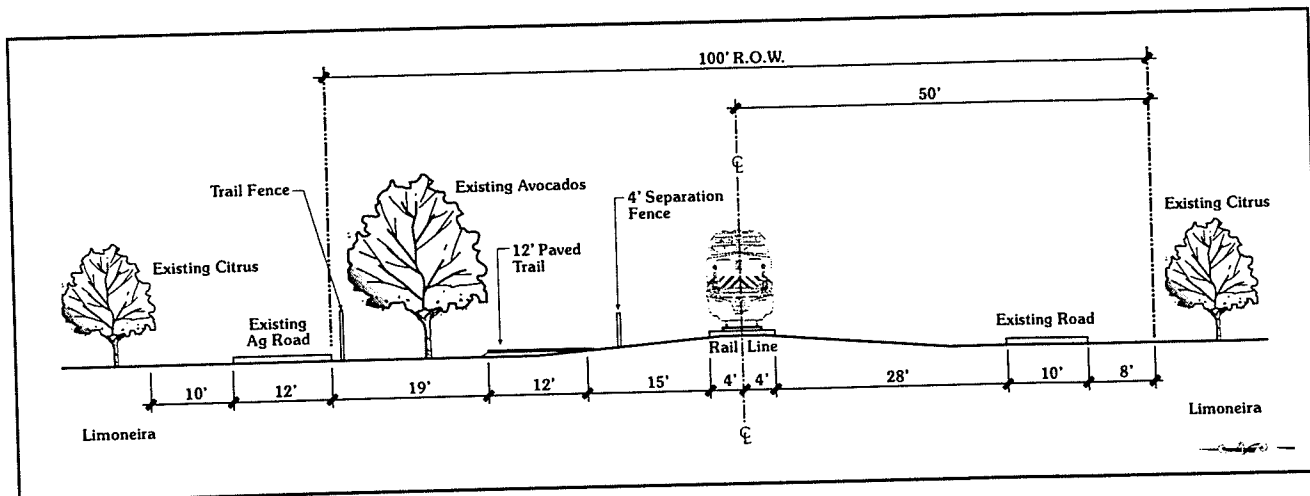 100' R.O.W.
50'
℄
Trail Fence
Existing Avocados
4' Separation
Fence
Existing Citrus
12' Paved
Trail
Existing Citrus
Existing
Ag Road
Existing Road
Rail Line
10'
12'
19'
12'
15'
4'
4'
28'
10'
8'
Limoneira
℄
Limoneira